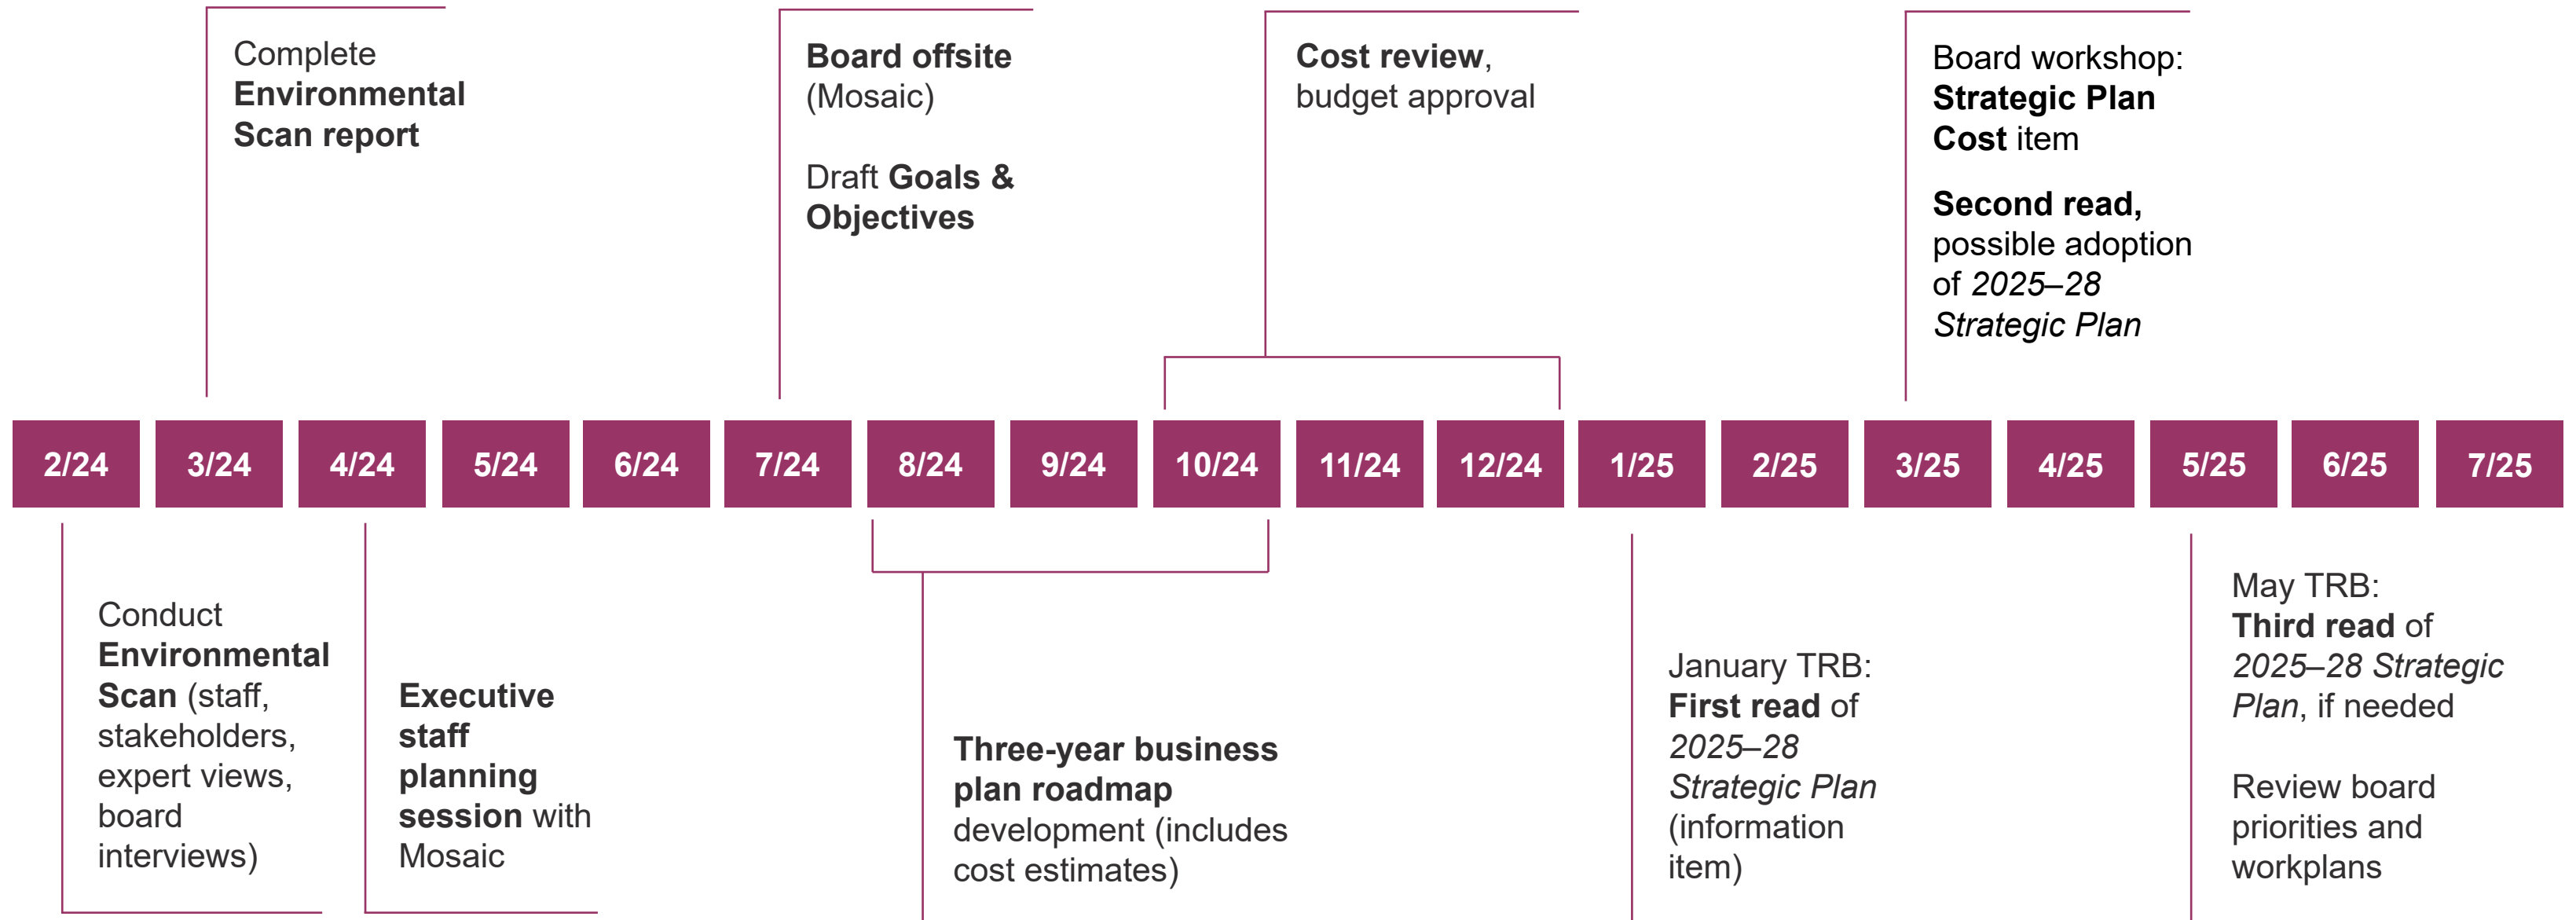 Complete
Environmental
Scan report
Board offsite
(Mosaic)
Draft Goals &
Objectives
Cost review,
budget approval
Board workshop:
Strategic Plan
Cost item
Second read,
possible adoption
of 2025–28
Strategic Plan
2/24
3/24
4/24
5/24
6/24
7/24
8/24
9/24
10/24
11/24
12/24
1/25
2/25
3/25
4/25
5/25
6/25
7/25
Conduct
Environmental
Scan (staff,
stakeholders,
expert views,
board
interviews)
Executive
staff
planning
session with
Mosaic
Three-year business
plan roadmap
development (includes
cost estimates)
January TRB:
First read of
2025–28
Strategic Plan
(information
item)
May TRB:
Third read of
2025–28 Strategic
Plan, if needed
Review board
priorities and
workplans